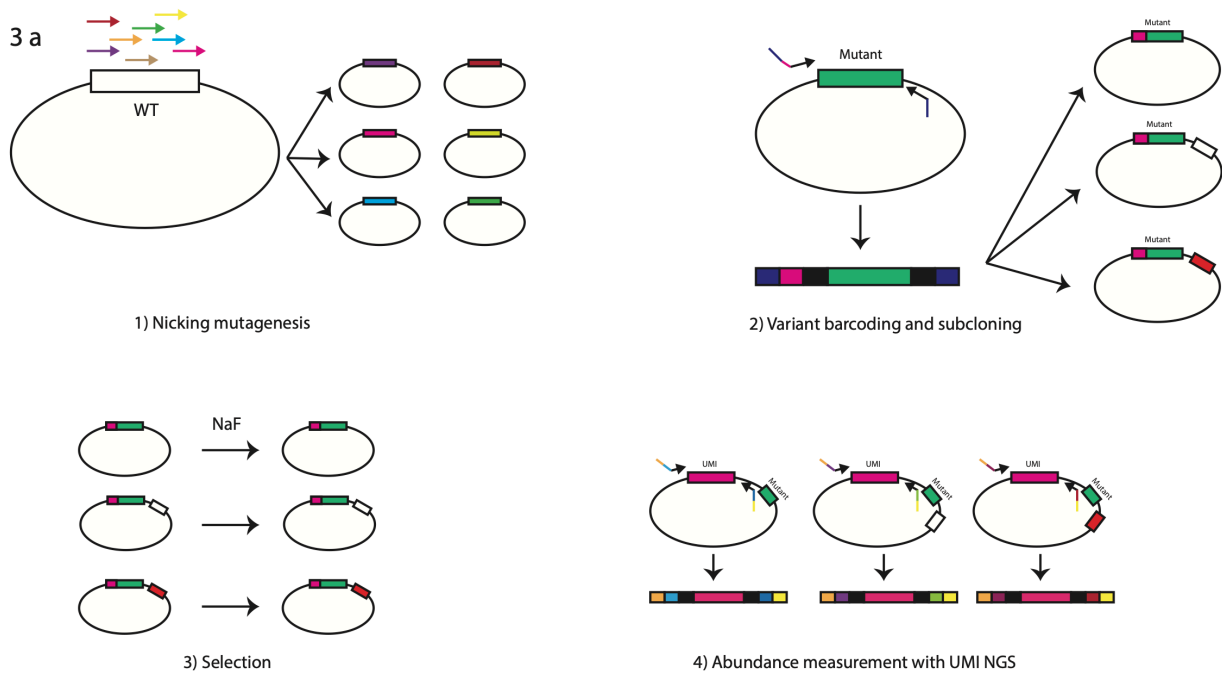 3 a
WT
1) Nicking mutagenesis
Mutant
Mutant
Mutant
Mutant
2) Variant barcoding and subcloning
NaF
3) Selection
UMI
Mutant
UMI
Mutant
UMI
Mutant
4) Abundance measurement with UMI NGS